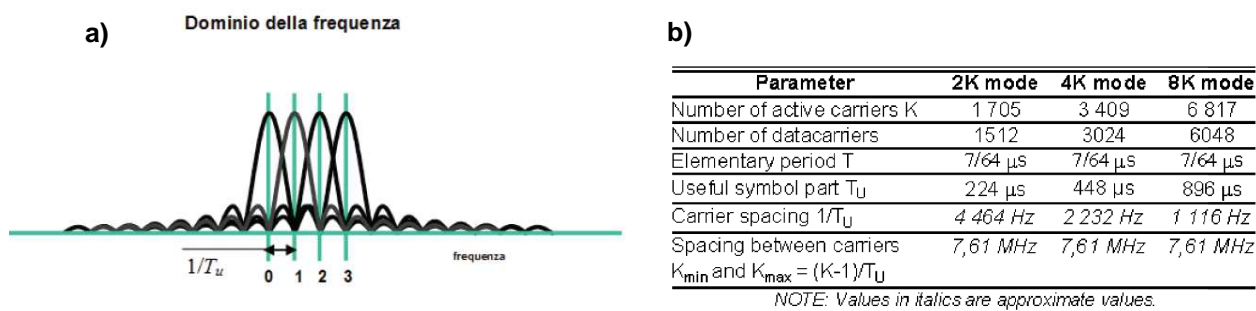 Dominio della frequenza
a)
1/Tu
frequenza
0 1 2 3
b)
Parameter 2K mode 4K mode 8K mode
Number of active carriers K 1 705 3 409 6 817
Number of datacarriers 1512 3024 6048
Elementary period T 7/64 µs 7/64 µs 7/64 µs
Useful symbol part TU 224 µs 448 µs 896 µs
Carrier spacing 1/TU 4 464 Hz 2 232 Hz 1 116 Hz
Spacing between carriers 7,61 MHz 7,61 MHz 7,61 MHz
Kmin and Kmax = (K-1)/TU
NOTE: Values in italics are approximate values.